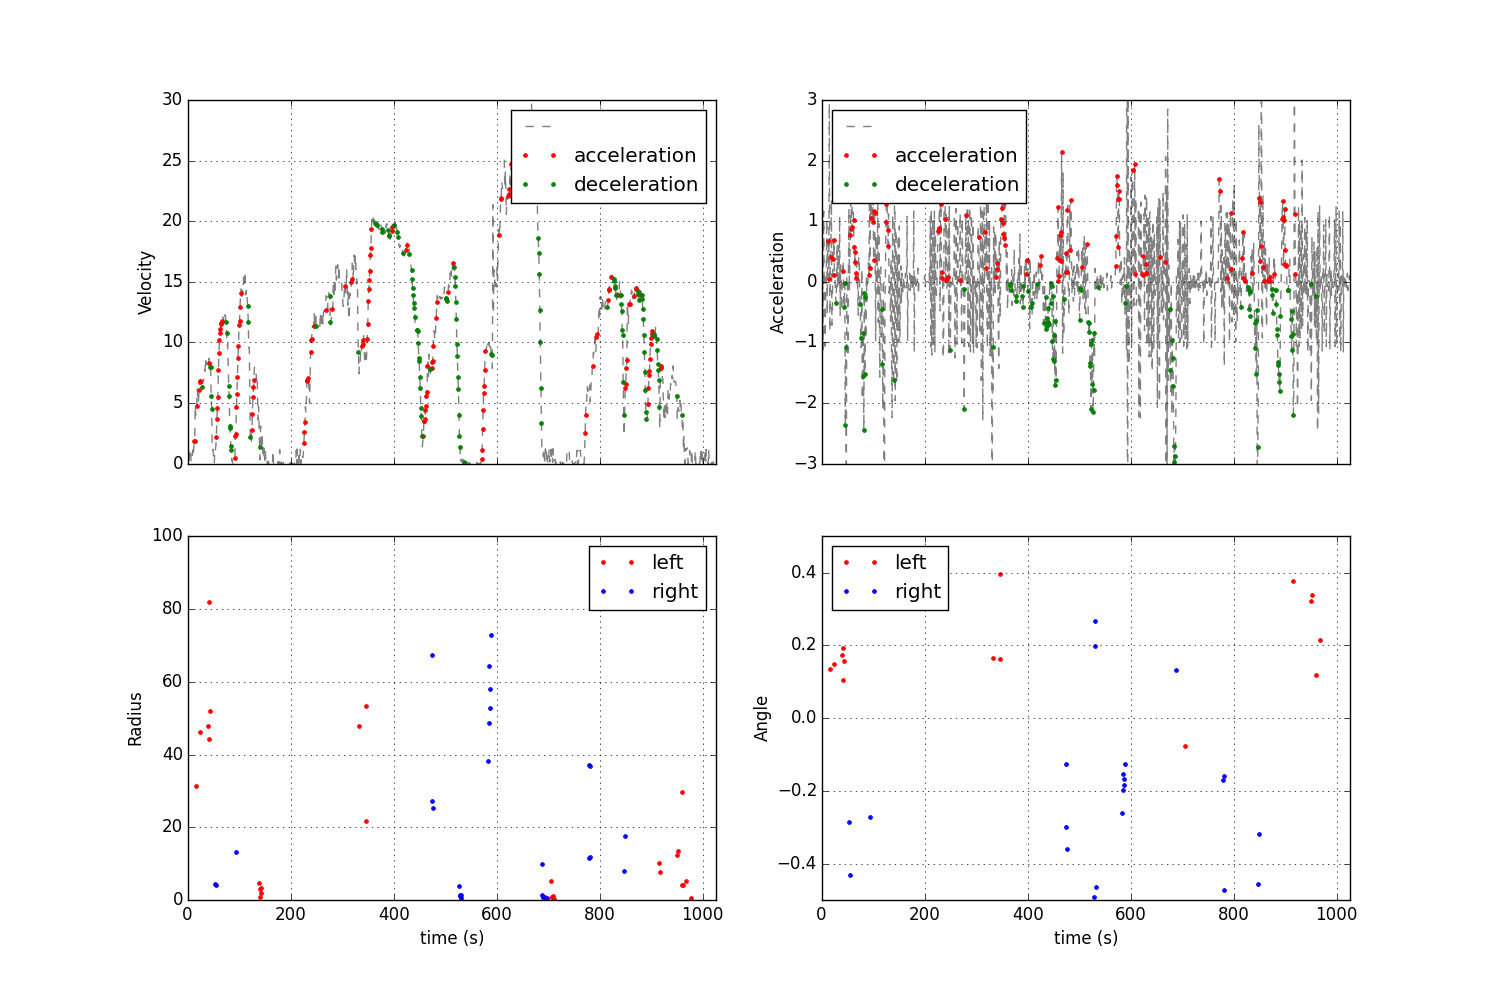 30
25
20
15
10
5
0
Velocity
acceleration
deceleration
3
2
1
0
−1
−2
−3
Acceleration
acceleration
deceleration
100
80
60
40
20
0
Radius
left
right
0 200 400 600 800 1000
time (s)
0.4
0.2
0.0
−0.2
−0.4
Angle
left
right
0 200 400 600 800 1000
time (s)